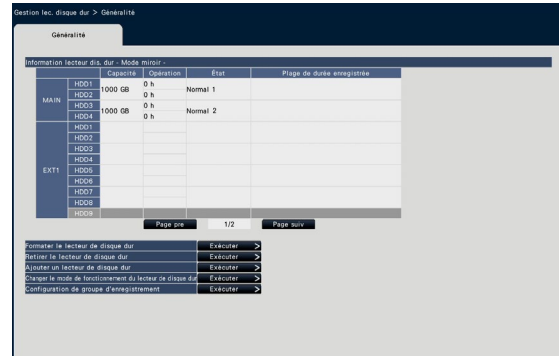 Gestion lec. disque dur > Généralité
Généralité
Information lecteur dis. dur - Mode miroir -
Capacité Opération État Plage de durée enregistrée
MAIN
HDD1 1000 GB 0 h Normal 1
HDD2 0 h
HDD3 1000 GB 0 h Normal 2
HDD4 0 h
EXT1
HDD1
HDD2
HDD3
HDD4
HDD5
HDD6
HDD7
HDD8
HDD9
Page pre 1/2 Page suiv
Formater le lecteur de disque dur Exécuter >
Retirer le lecteur de disque dur Exécuter >
Ajouter un lecteur de disque dur Exécuter >
Changer le mode de fonctionnement du lecteur de disque dur Exécuter >
Configuration de groupe d'enregistrement Exécuter >